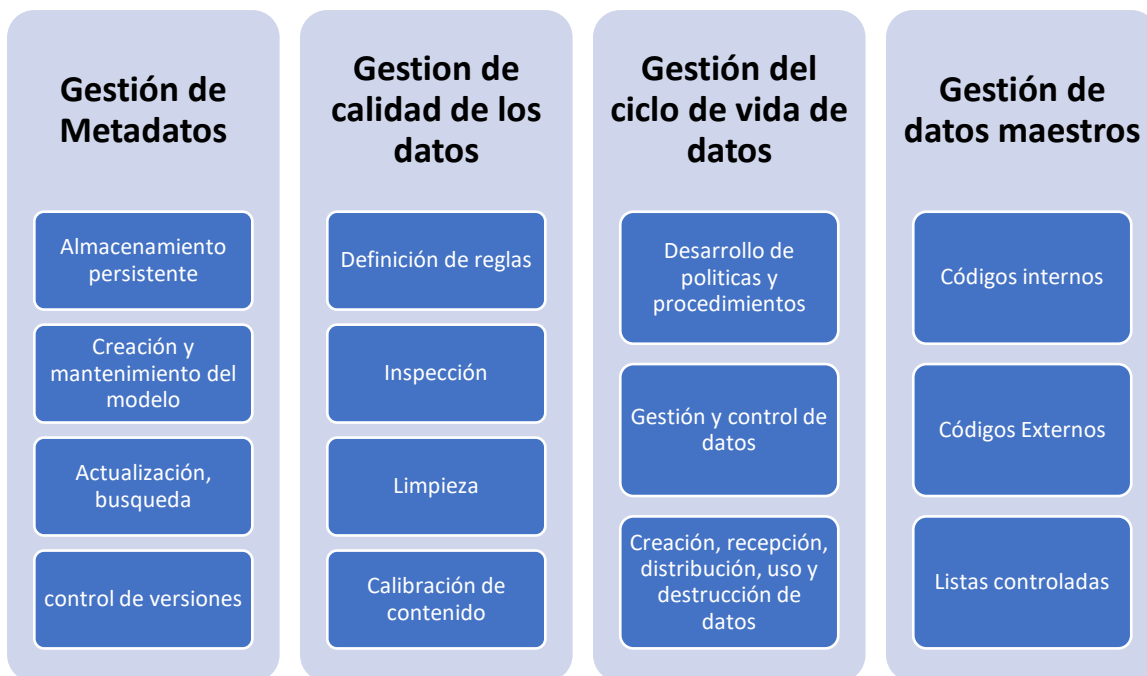 Gestión de
Metadatos
Almacenamiento
persistente
Creación y
mantenimiento del
modelo
Actualización,
busqueda
control de versiones
Gestion de
calidad de los
datos
Definición de reglas
Inspección
Limpieza
Calibración de
contenido
Gestión del
ciclo de vida de
datos
Desarrollo de
politicas y
procedimientos
Gestión y control de
datos
Creación, recepción,
distribución, uso y
destrucción de
datos
Gestión de
datos maestros
Códigos internos
Códigos Externos
Listas controladas